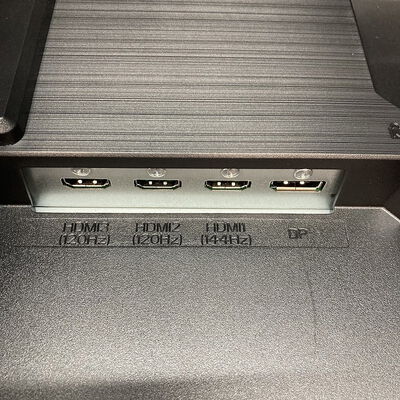 HDMI3 HDMI2 HDMI1 DP
(120Hz) (120Hz) (144Hz)